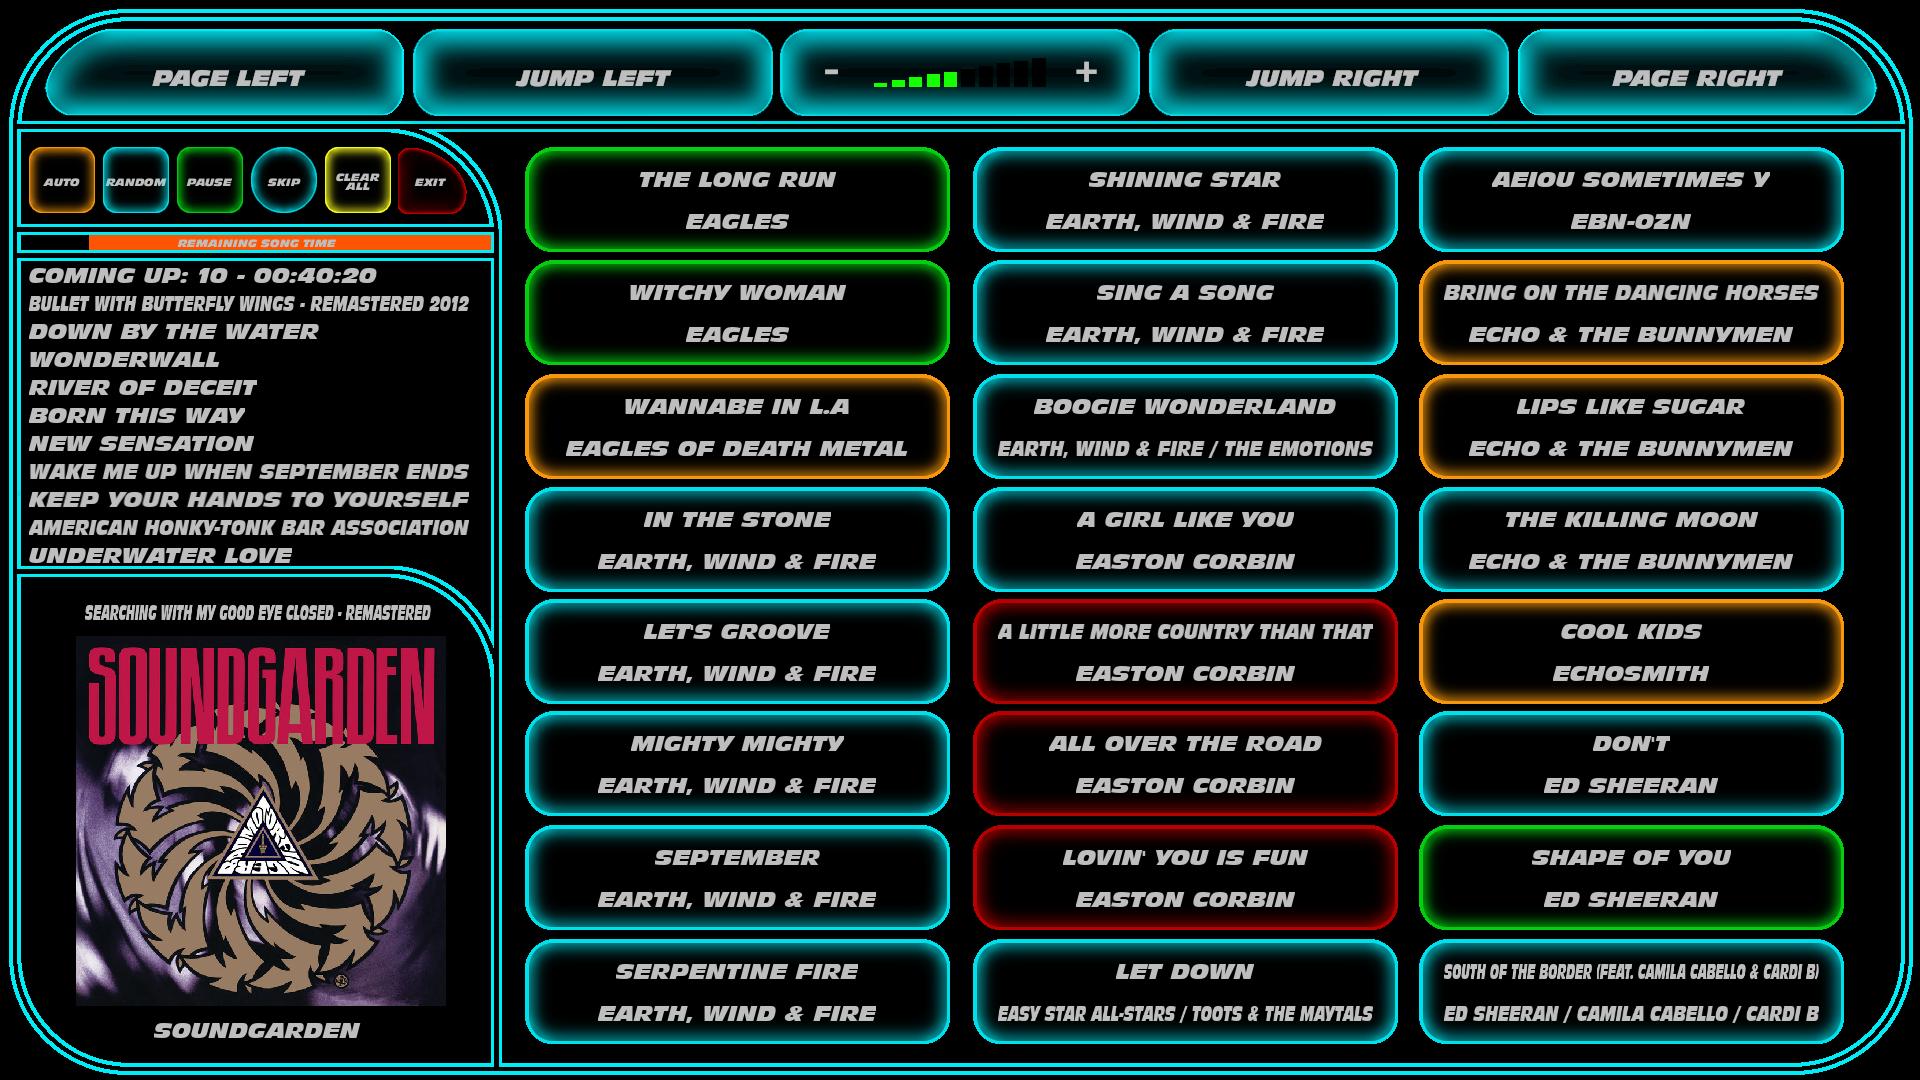 PAGE LEFT
JUMP LEFT
- +
JUMP RIGHT
PAGE RIGHT
AUTO
RANDOM
PAUSE
SKIP
CLEAR
ALL
EXIT
REMAINING SONG TIME
COMING UP: 10 - 00:40:20
BULLET WITH BUTTERFLY WINGS - REMASTERED 2012
DOWN BY THE WATER
WONDERWALL
RIVER OF DECEIT
BORN THIS WAY
NEW SENSATION
WAKE ME UP WHEN SEPTEMBER ENDS
KEEP YOUR HANDS TO YOURSELF
AMERICAN HONKY-TONK BAR ASSOCIATION
UNDERWATER LOVE
SEARCHING WITH MY GOOD EYE CLOSED - REMASTERED
SOUNDGARDEN
BADMOTORFINGER
SOUNDGARDEN
THE LONG RUN
EAGLES
WITCHY WOMAN
EAGLES
WANNABE IN L.A
EAGLES OF DEATH METAL
IN THE STONE
EARTH, WIND & FIRE
LET'S GROOVE
EARTH, WIND & FIRE
MIGHTY MIGHTY
EARTH, WIND & FIRE
SEPTEMBER
EARTH, WIND & FIRE
SERPENTINE FIRE
EARTH, WIND & FIRE
SHINING STAR
EARTH, WIND & FIRE
SING A SONG
EARTH, WIND & FIRE
BOOGIE WONDERLAND
EARTH, WIND & FIRE / THE EMOTIONS
A GIRL LIKE YOU
EASTON CORBIN
A LITTLE MORE COUNTRY THAN THAT
EASTON CORBIN
ALL OVER THE ROAD
EASTON CORBIN
LOVIN' YOU IS FUN
EASTON CORBIN
LET DOWN
EASY STAR ALL-STARS / TOOTS & THE MAYTALS
AEIOU SOMETIMES Y
EBN-OZN
BRING ON THE DANCING HORSES
ECHO & THE BUNNYMEN
LIPS LIKE SUGAR
ECHO & THE BUNNYMEN
THE KILLING MOON
ECHO & THE BUNNYMEN
COOL KIDS
ECHOSMITH
DON'T
ED SHEERAN
SHAPE OF YOU
ED SHEERAN
SOUTH OF THE BORDER (FEAT. CAMILA CABELLO & CARDI B)
ED SHEERAN / CAMILA CABELLO / CARDI B